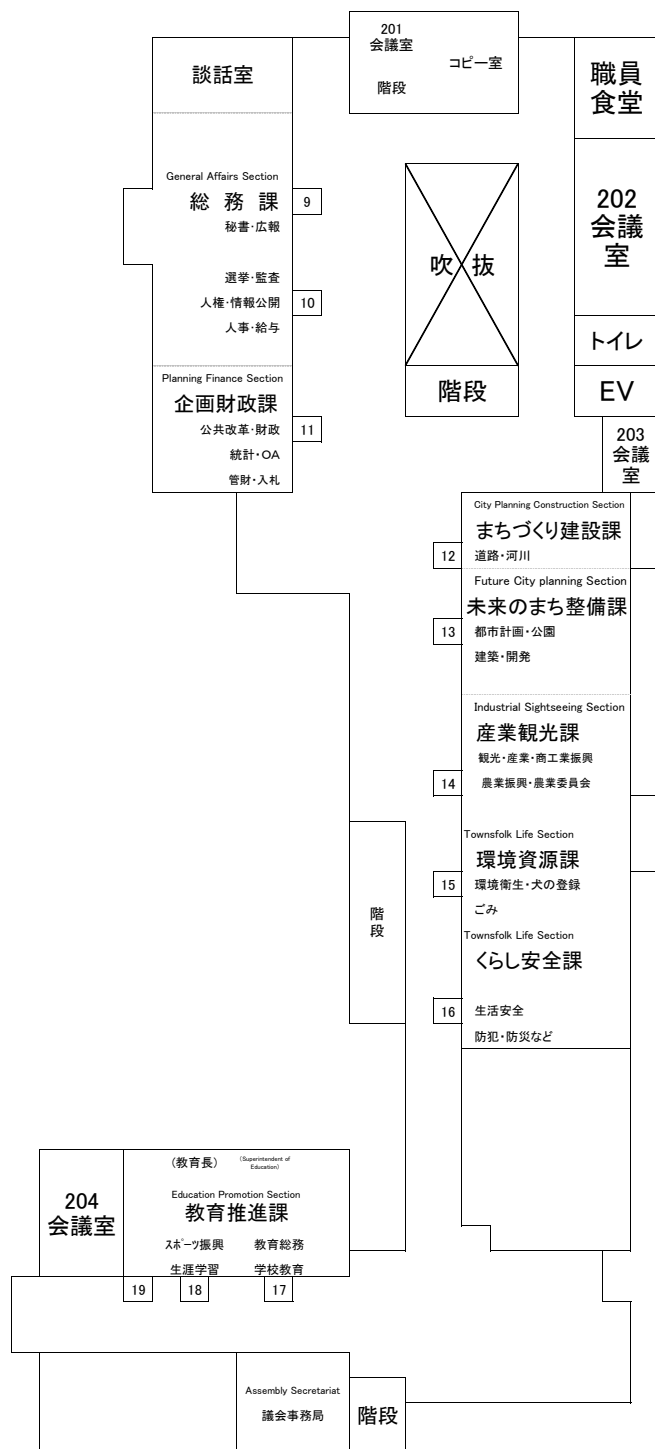 201
会議室
コピー室
階段
談話室
職員
食堂
General Affairs Section
総務課
9
秘書・広報
選挙・監査
人権・情報公開
10
人事・給与
吹抜
202
会議
室
トイレ
Planning Finance Section
企画財政課
公共改革・財政
11
統計・OA
管財・入札
階段
EV
203
会議
室
City Planning Construction Section
まちづくり建設課
12
道路・河川
Future City planning Section
未来のまち整備課
13
都市計画・公園
建築・開発
Industrial Sightseeing Section
産業観光課
観光・産業・商工業振興
14
農業振興・農業委員会
Townsfolk Life Section
環境資源課
15
環境衛生・犬の登録
ごみ
階
段
Townsfolk Life Section
くらし安全課
16
生活安全
防犯・防災など
204
会議室
(教育長)
(Superintendent of
Education)
Education Promotion Section
教育推進課
スポーツ振興 教育総務
生涯学習 学校教育
19 18 17
Assembly Secretariat
議会事務局
階段